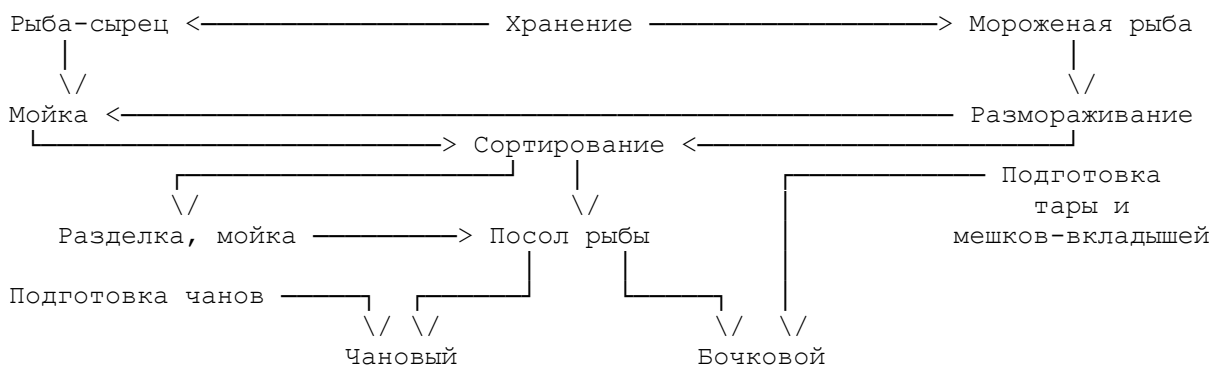 Рыба-сырец Хранение Мороженая рыба
Мойка Размораживание
Сортирование
Подготовка
тары и
Разделка, мойка Посол рыбы мешков-вкладышей
Подготовка чанов
Чановый Бочковой